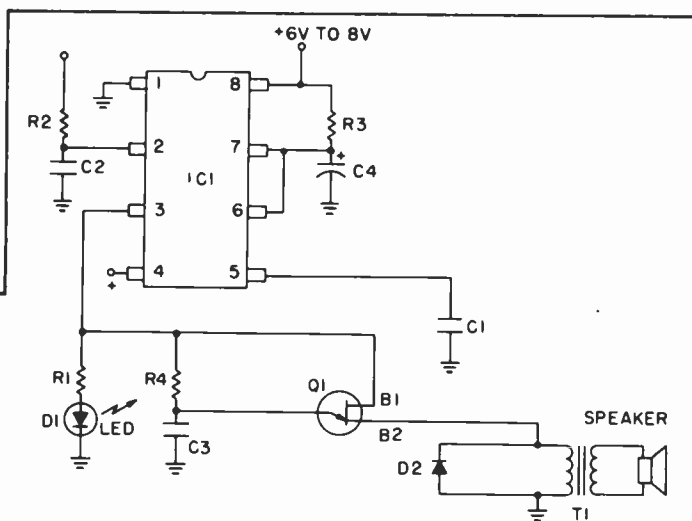 +6V TO 8V
1
8
R2
R3
2
7
+
C2
IC1
C4
3
6
4
5
+
C1
R1
R4
Q1
B1
SPEAKER
D1
LED
C3
B2
D2
T1